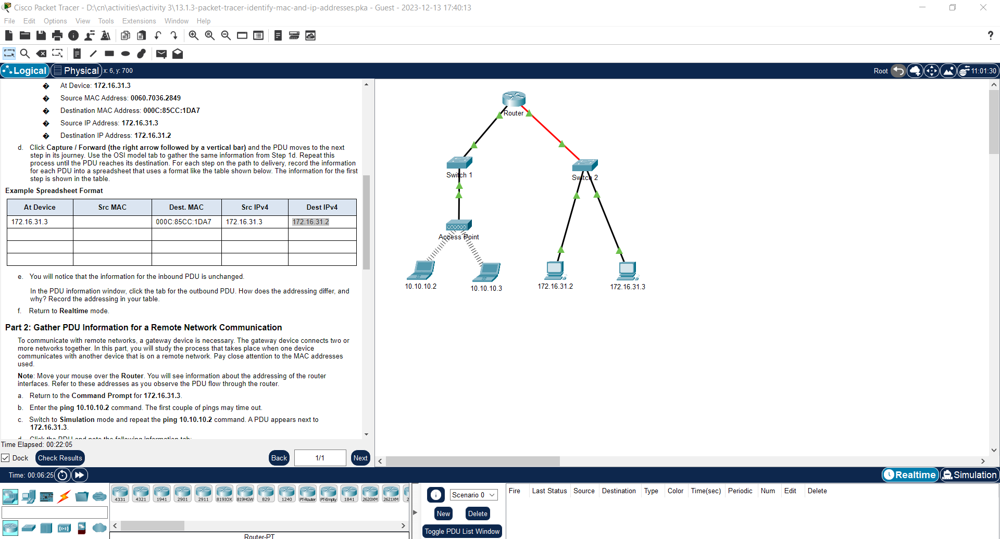 Cisco Packet Tracer - D:\cn\activities\activity 3\13.1.3-packet-tracer-identify-mac-and-ip-addresses.pka - Guest - 2023-12-13 17:40:13
File Edit Options View Tools Extensions Window Help
?
Logical Physical x: 6, y: 700
Root 11:01:30
At Device: 172.16.31.3
Source MAC Address: 0060.7036.2849
Destination MAC Address: 000C:85CC:1DA7
Source IP Address: 172.16.31.3
Destination IP Address: 172.16.31.2
d. Click Capture / Forward (the right arrow followed by a vertical bar) and the PDU moves to the next
step in its journey. Use the OSI model tab to gather the same information from Step 1d. Repeat this
process until the PDU reaches its destination. For each step on the path to delivery, record the information
for each PDU into a spreadsheet that uses a format like the table shown below. The information for the first
step is shown in the table.
Example Spreadsheet Format
At Device Src MAC Dest. MAC Src IPv4 Dest IPv4
172.16.31.3 000C:85CC:1DA7 172.16.31.3 172.16.31.2
e. You will notice that the information for the inbound PDU is unchanged.
In the PDU information window, click the tab for the outbound PDU. How does the addressing differ, and
why? Record the addressing in your table.
f. Return to Realtime mode.
Part 2: Gather PDU Information for a Remote Network Communication
To communicate with remote networks, a gateway device is necessary. The gateway device connects two or
more networks together. In this part, you will study the process that takes place when one device
communicates with another device that is on a remote network. Pay close attention to the MAC addresses
used.
Note: Move your mouse over the Router. You will see information about the addressing of the router
interfaces. Refer to these addresses as you observe the PDU flow through the router.
a. Return to the Command Prompt for 172.16.31.3.
b. Enter the ping 10.10.10.2 command. The first couple of pings may time out.
c. Switch to Simulation mode and repeat the ping 10.10.10.2 command. A PDU appears next to
172.16.31.3.
d. Click the PDU and note the following information tab:
Time Elapsed: 00:22:05
Dock Check Results Back 1/1 Next
Router
Switch 1
Switch 2
Access Point
10.10.10.2
10.10.10.3
172.16.31.2
172.16.31.3
Time: 00:06:25
Realtime Simulation
4331 4321 1941 2901 2911 819IOX 819HGW 829 1240 PT-Router PT-Empty 1841 2620XM 2621XM 2
Router-PT
Scenario 0
New Delete
Toggle PDU List Window
Fire Last Status Source Destination Type Color Time(sec) Periodic Num Edit Delete